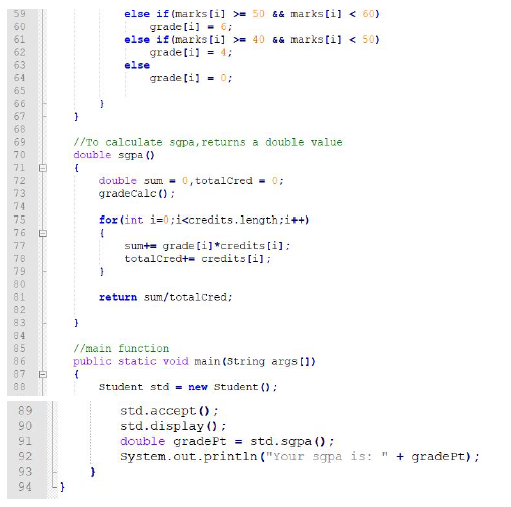 59 else if(marks[i] >= 50 && marks[i] < 60)
60 grade[i] = 6;
61 else if(marks[i] >= 40 && marks[i] < 50)
62 grade[i] = 4;
63 else
64 grade[i] = 0;
65
66 }
67 }
68
69 //To calculate sgpa,returns a double value
70 double sgpa()
71 {
72 double sum = 0,totalCred = 0;
73 gradeCalc();
74
75 for(int i=0;i<credits.length;i++)
76 {
77 sum+= grade[i]*credits[i];
78 totalCred+= credits[i];
79 }
80
81 return sum/totalCred;
82
83 }
84
85 //main function
86 public static void main(String args[])
87 {
88 Student std = new Student();
89 std.accept();
90 std.display();
91 double gradePt = std.sgpa();
92 System.out.println("Your sgpa is: " + gradePt);
93 }
94 }